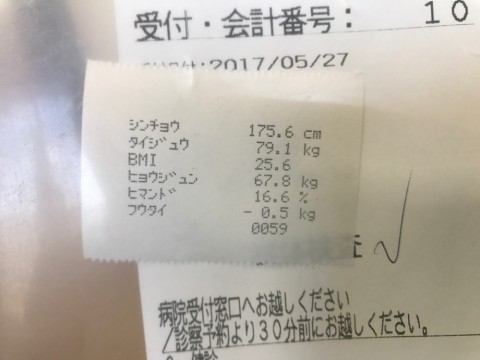 受付・会計番号： 10
:2017/05/27
シンチョウ 175.6 cm
タイジュウ 79.1 kg
BMI 25.6
ヒョウジュン 67.8 kg
ヒマンド 16.6 %
フウタイ - 0.5 kg
0059
病院受付窓口へお越しください
診察予約より30分前にお越しください。